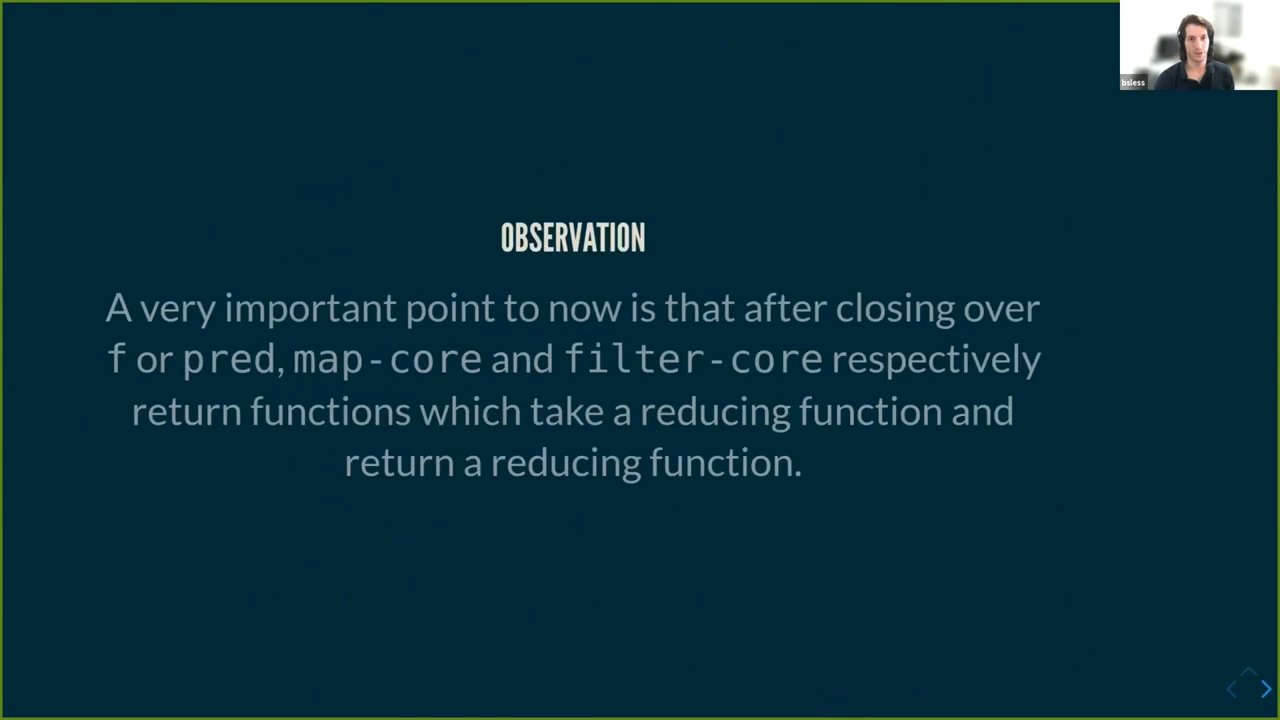 bsless
OBSERVATION
A very important point to now is that after closing over
f or pred, map-core and filter-core respectively
return functions which take a reducing function and
return a reducing function.